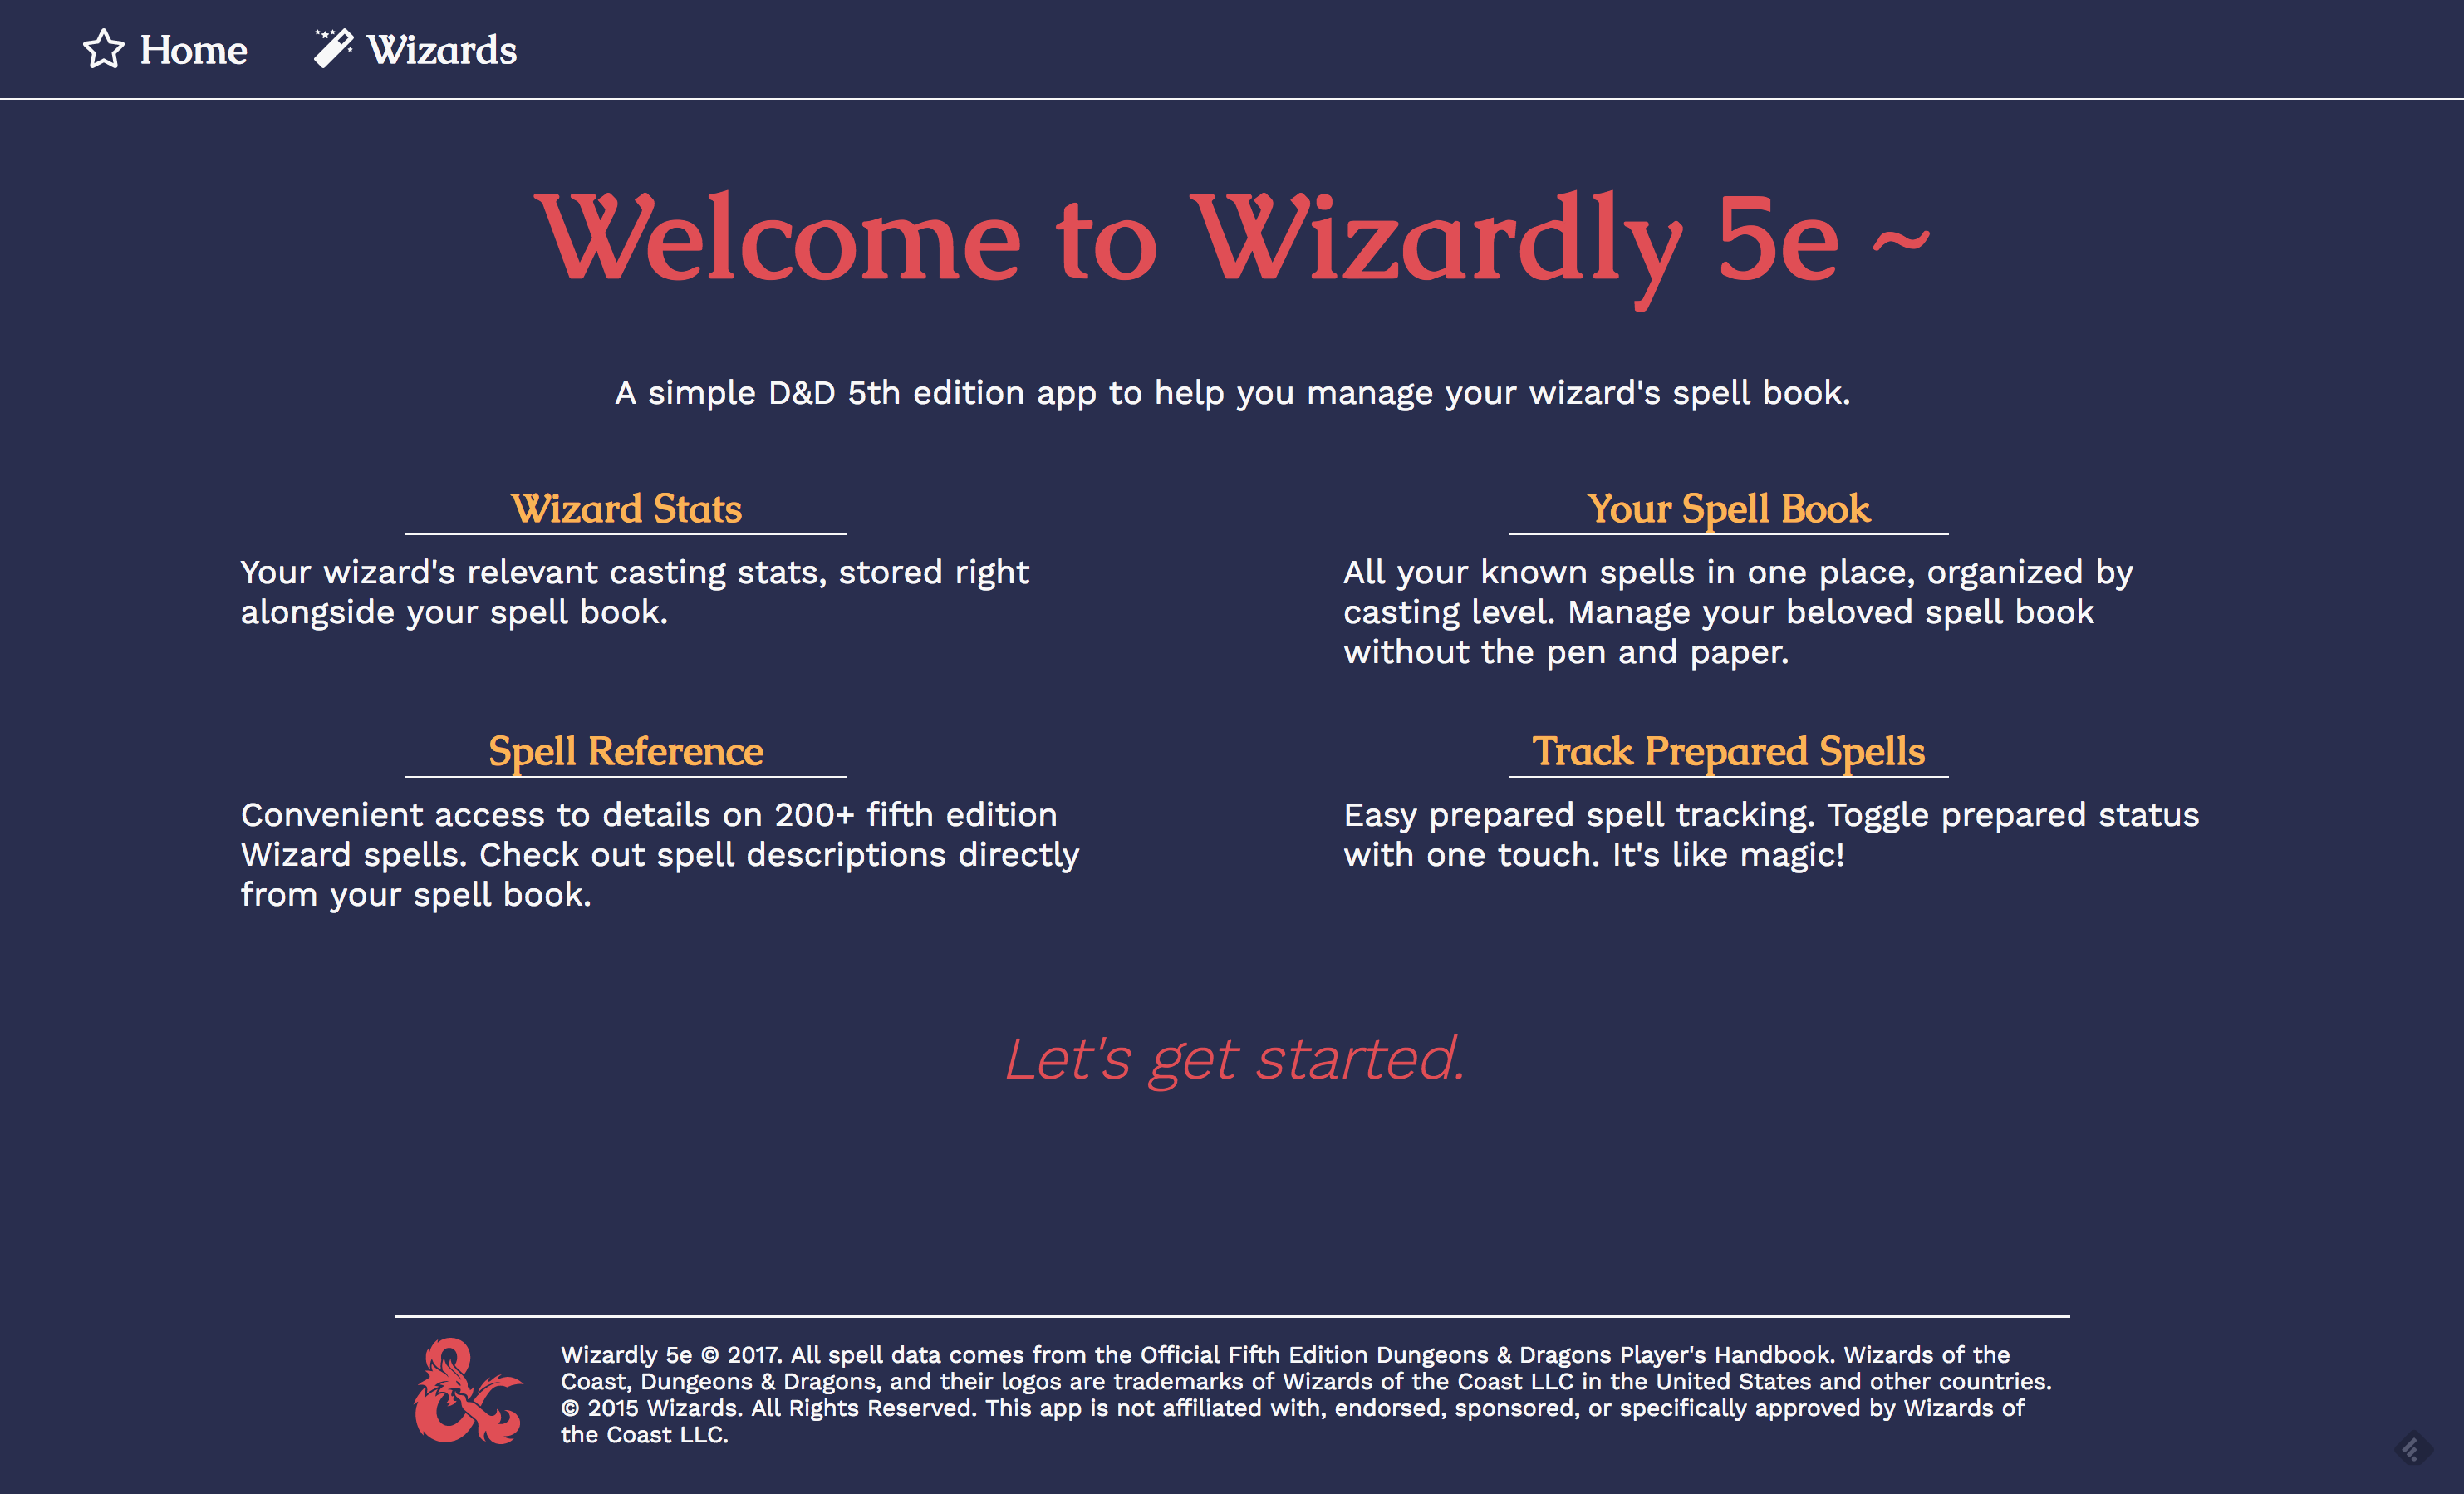 Home
Wizards
Welcome to Wizardly 5e ~
A simple D&D 5th edition app to help you manage your wizard's spell book.
Wizard Stats
Your wizard's relevant casting stats, stored right
alongside your spell book.
Your Spell Book
All your known spells in one place, organized by
casting level. Manage your beloved spell book
without the pen and paper.
Spell Reference
Convenient access to details on 200+ fifth edition
Wizard spells. Check out spell descriptions directly
from your spell book.
Track Prepared Spells
Easy prepared spell tracking. Toggle prepared status
with one touch. It's like magic!
Let's get started.
Wizardly 5e © 2017. All spell data comes from the Official Fifth Edition Dungeons & Dragons Player's Handbook. Wizards of the
Coast, Dungeons & Dragons, and their logos are trademarks of Wizards of the Coast LLC in the United States and other countries.
© 2015 Wizards. All Rights Reserved. This app is not affiliated with, endorsed, sponsored, or specifically approved by Wizards of
the Coast LLC.